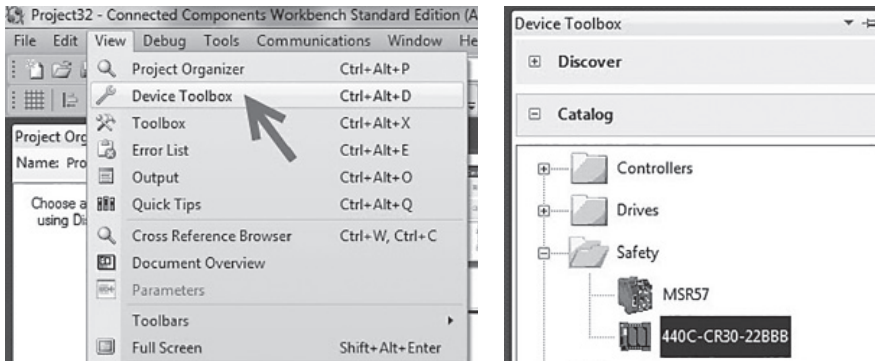 Project32 - Connected Components Workbench Standard Edition (A
File Edit View Debug Tools Communications Window He
Project Organizer Ctrl+Alt+P
Device Toolbox Ctrl+Alt+D
Toolbox Ctrl+Alt+X
Error List Ctrl+Alt+E
Output Ctrl+Alt+O
Quick Tips Ctrl+Alt+Q
Cross Reference Browser Ctrl+W, Ctrl+C
Document Overview
Parameters
Toolbars
Full Screen Shift+Alt+Enter
Project Org
Name: Pro
Choose a
using Di
Device Toolbox
Discover
Catalog
Controllers
Drives
Safety
MSR57
440C-CR30-22BBB